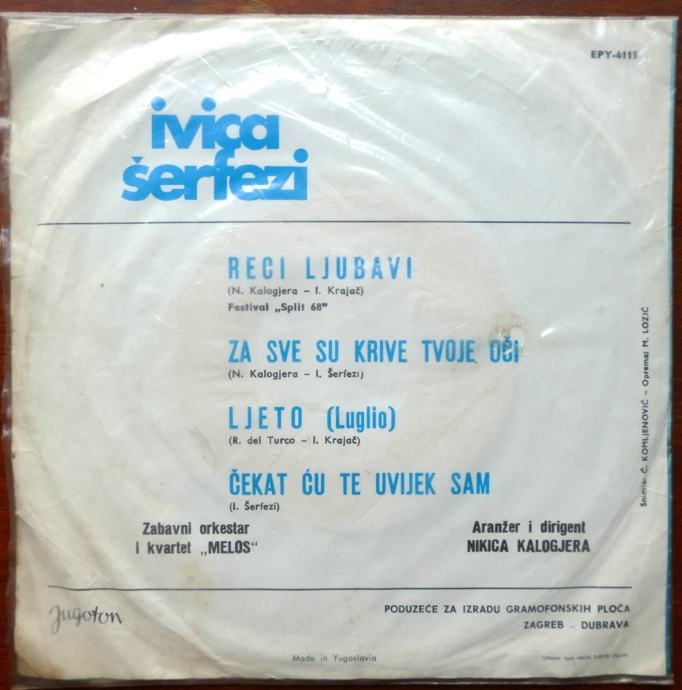 EPY-4115
ivica
šerfezi
RECI LJUBAVI
(N. Kalogjera – I. Krajač)
Festival „Split 68”
ZA SVE SU KRIVE TVOJE OČI
(N. Kalogjera – I. Šerfezi)
LJETO (Luglio)
(R. del Turco – I. Krajač)
ČEKAT ĆU TE UVIJEK SAM
(I. Šerfezi)
Zabavni orkestar
i kvartet „MELOS“
Aranžer i dirigent
NIKICA KALOGJERA
Snimio: Č. KOMLJENOVIĆ – Oprema: M. LOZIĆ
Jugoton
PODUZEĆE ZA IZRADU GRAMOFONSKIH PLOČA
ZAGREB – DUBRAVA
Made in Yugoslavia